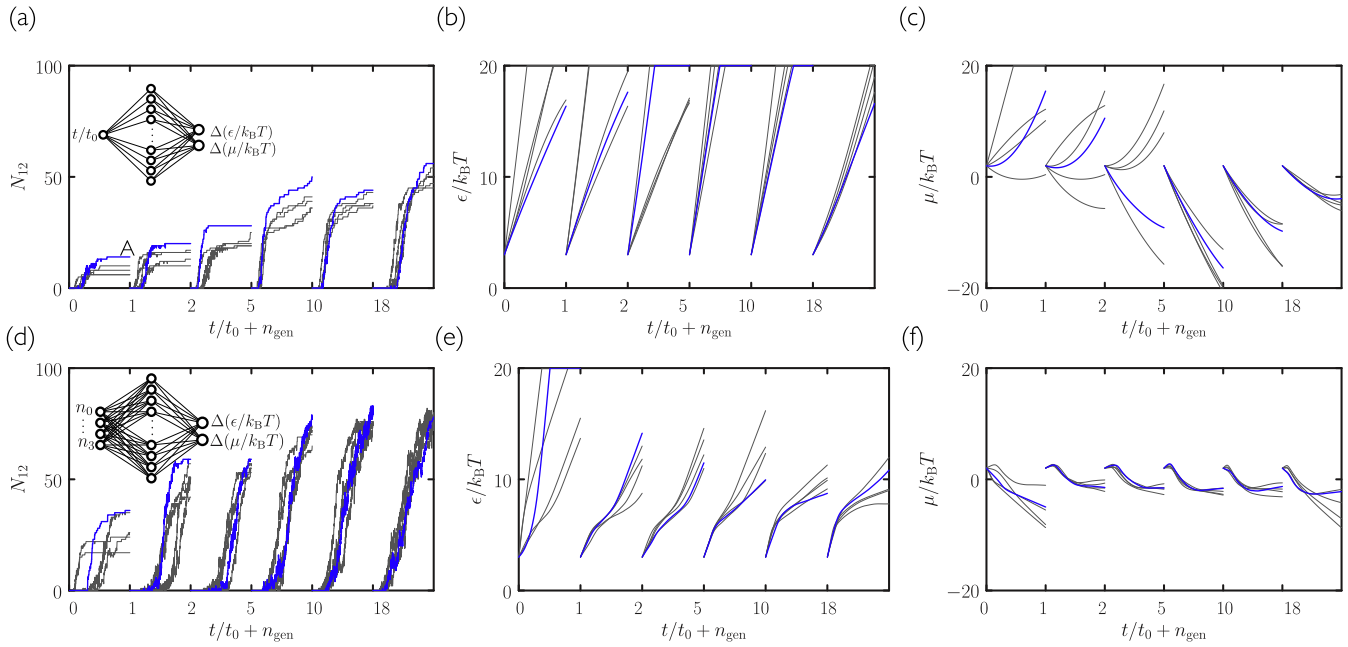 (a)
(b)
(c)
100
50
0
N12
t/t0
Δ(ϵ/kBT)
Δ(μ/kBT)
A
0 1 2 5 10 18
t/t0 + ngen
20
10
0
ϵ/kBT
0 1 2 5 10 18
t/t0 + ngen
20
0
−20
μ/kBT
0 1 2 5 10 18
t/t0 + ngen
(d)
(e)
(f)
100
50
0
N12
n0
n3
Δ(ϵ/kBT)
Δ(μ/kBT)
0 1 2 5 10 18
t/t0 + ngen
20
10
0
ϵ/kBT
0 1 2 5 10 18
t/t0 + ngen
20
0
−20
μ/kBT
0 1 2 5 10 18
t/t0 + ngen